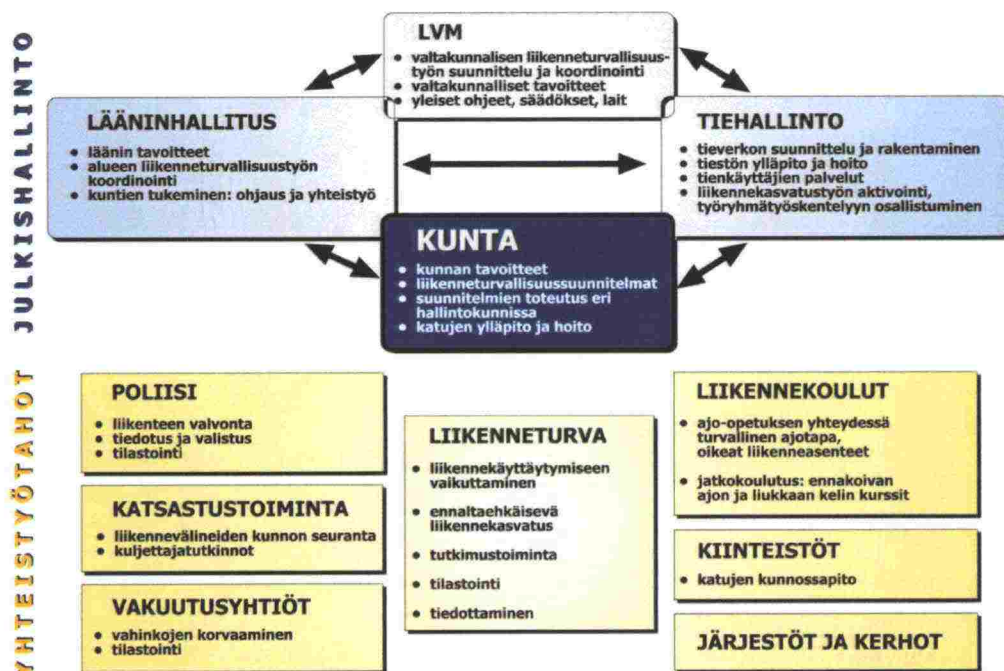 JULKISHALLINTO
LVM
• valtakunnalisen liikenneturvallisuus-
työn suunnittelu ja koordinointi
• valtakunnalliset tavoitteet
• yleiset ohjeet, säädökset, lait
LÄÄNINHALLITUS
• läänin tavoitteet
• alueen liikenneturvallisuustyön
koordinointi
• kuntien tukeminen: ohjaus ja yhteistyö
TIEHALLINTO
• tieverkon suunnittelu ja rakentaminen
• tiestön ylläpito ja hoito
• tienkäyttäjien palvelut
• liikennekasvatustyön aktivointi,
työryhmätyöskentelyyn osallistuminen
KUNTA
• kunnan tavoitteet
• liikenneturvallisuussuunnitelmat
• suunnitelmien toteutus eri
hallintokunnissa
• katujen ylläpito ja hoito
YHTEISTYÖTAHOT
POLIISI
• liikenteen valvonta
• tiedotus ja valistus
• tilastointi
KATSASTUSTOIMINTA
• liikennevälineiden kunnon seuranta
• kuljettajatutkinnot
VAKUUTUSYHTIÖT
• vahinkojen korvaaminen
• tilastointi
LIIKENNETURVA
• liikennekäyttäytymiseen
vaikuttaminen
• ennaltaehkäisevä
liikennekasvatus
• tutkimustoiminta
• tilastointi
• tiedottaminen
LIIKENNEKOULUT
• ajo-opetuksen yhteydessä
turvallinen ajotapa,
oikeat liikenneasenteet
• jatkokoulutus: ennakoivan
ajon ja liukkaan kelin kurssit
KIINTEISTÖT
• katujen kunnossapito
JÄRJESTÖT JA KERHOT